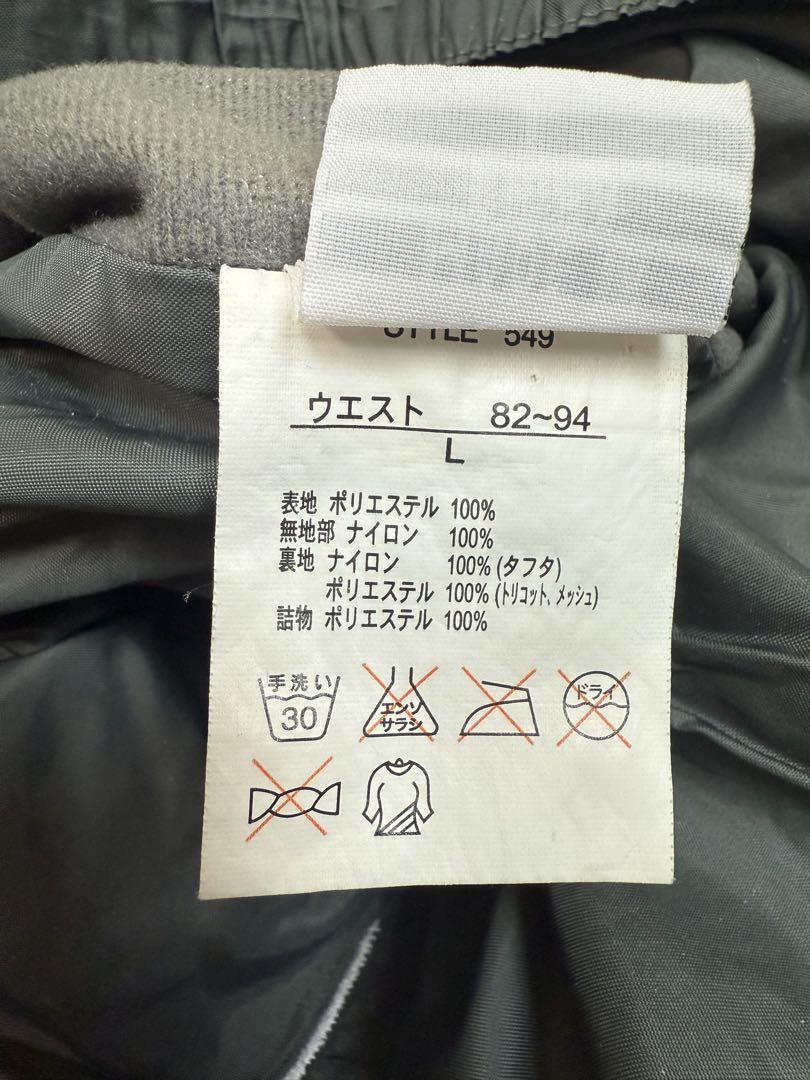 STYLE 549
ウエスト 82~94
L
表地 ポリエステル 100%
無地部 ナイロン 100%
裏地 ナイロン 100% (タフタ)
ポリエステル 100% (トリコット、メッシュ)
詰物 ポリエステル 100%
手洗い
30
エンソ
サラシ
ドライ